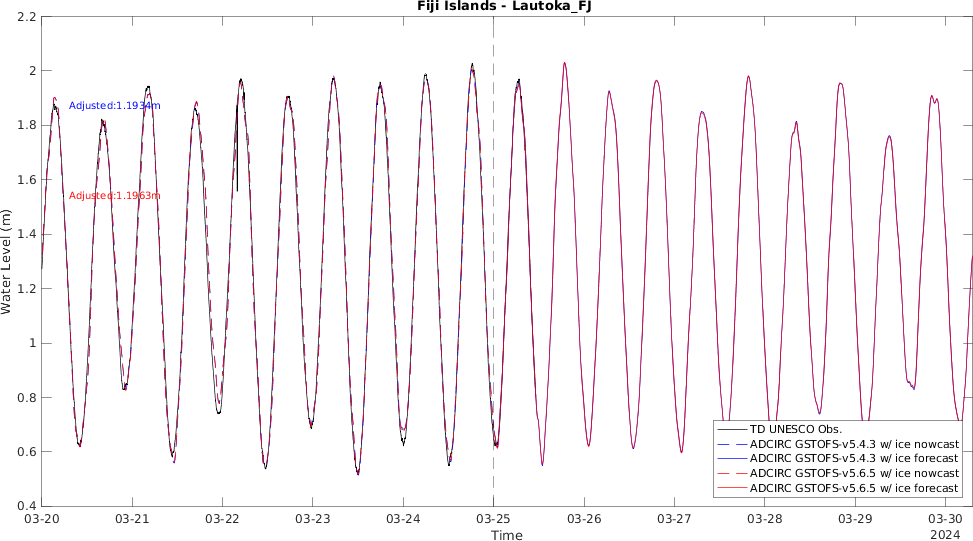 Fiji Islands - Lautoka_FJ
2.2
2
1.8
1.6
1.4
1.2
1
0.8
0.6
0.4
Water Level (m)
Adjusted:1.1934m
Adjusted:1.1963m
TD UNESCO Obs.
ADCIRC GSTOFS-v5.4.3 w/ ice nowcast
ADCIRC GSTOFS-v5.4.3 w/ ice forecast
ADCIRC GSTOFS-v5.6.5 w/ ice nowcast
ADCIRC GSTOFS-v5.6.5 w/ ice forecast
03-20 03-21 03-22 03-23 03-24 03-25 03-26 03-27 03-28 03-29 03-30
2024
Time